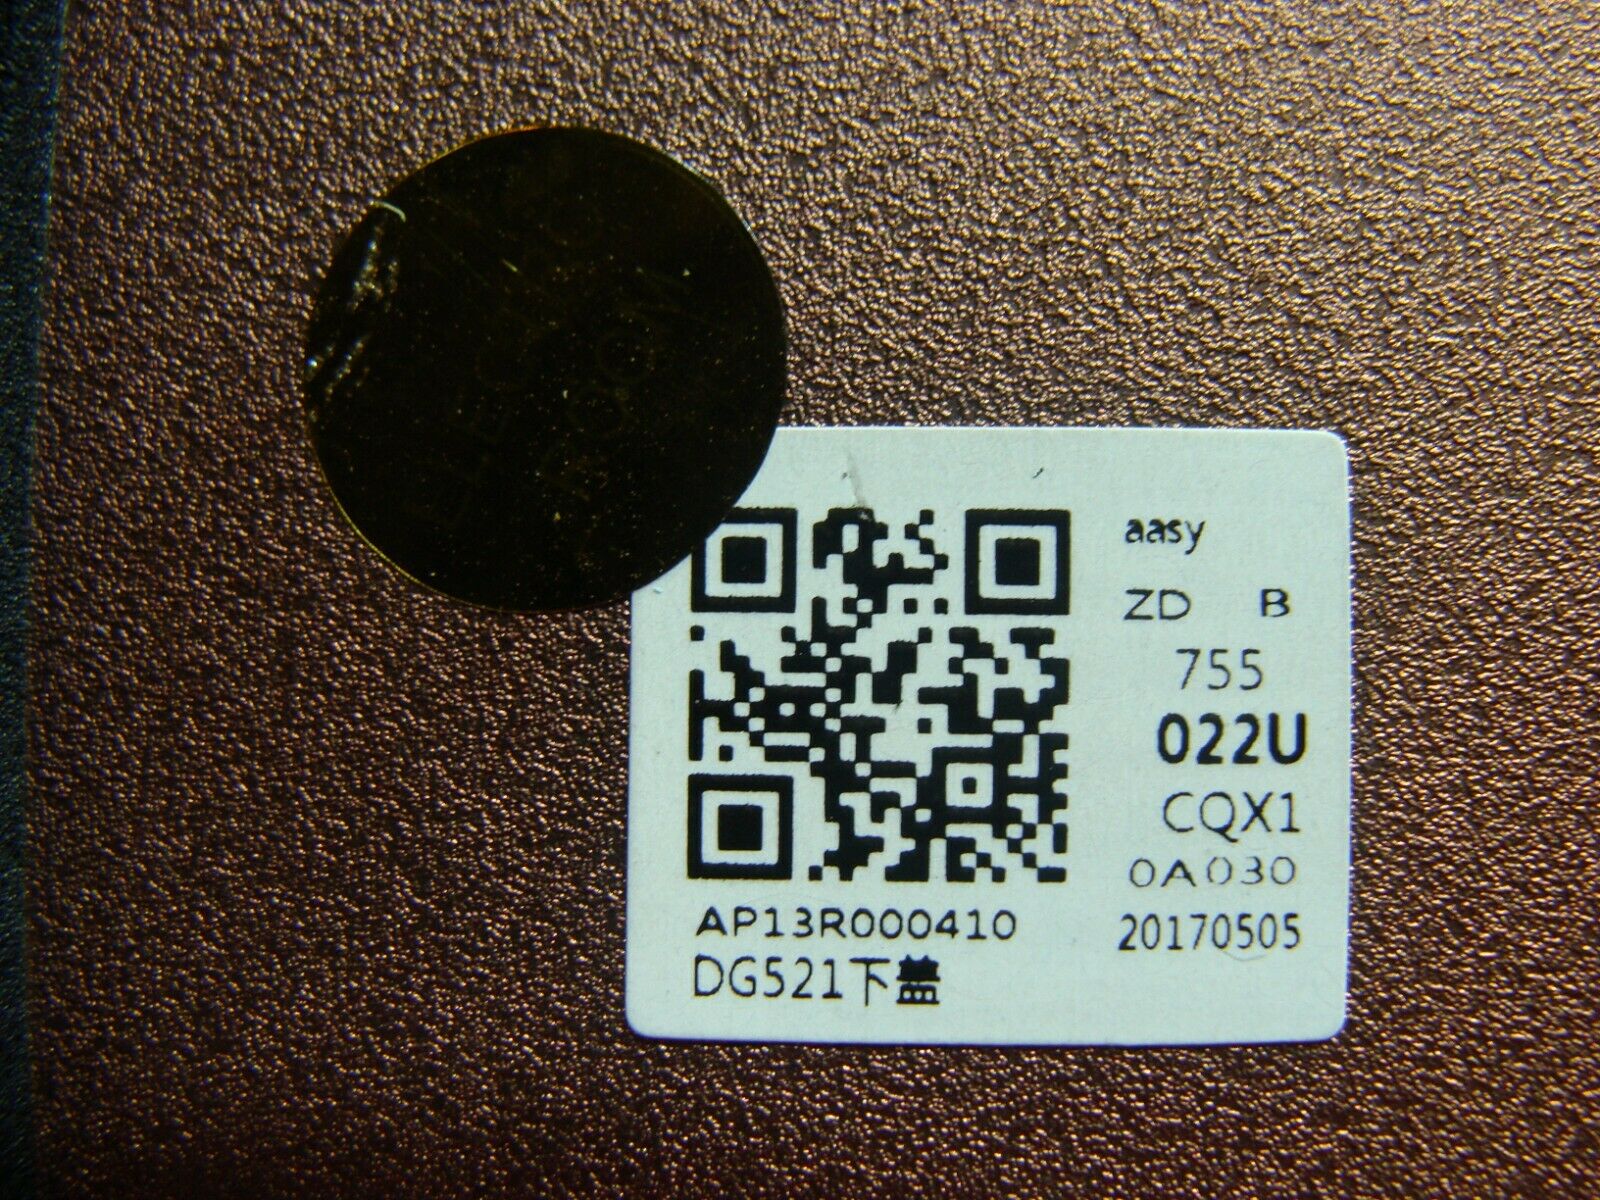 aasy
ZD B
755
022U
CQX1
0A030
20170505
AP13R000410
DG521下盖